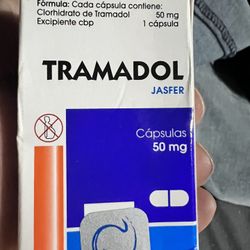 Fórmula: Cada cápsula contiene:
Clorhidrato de Tramadol 50 mg
Excipiente cbp 1 cápsula
TRAMADOL
JASFER
Cápsulas
50 mg